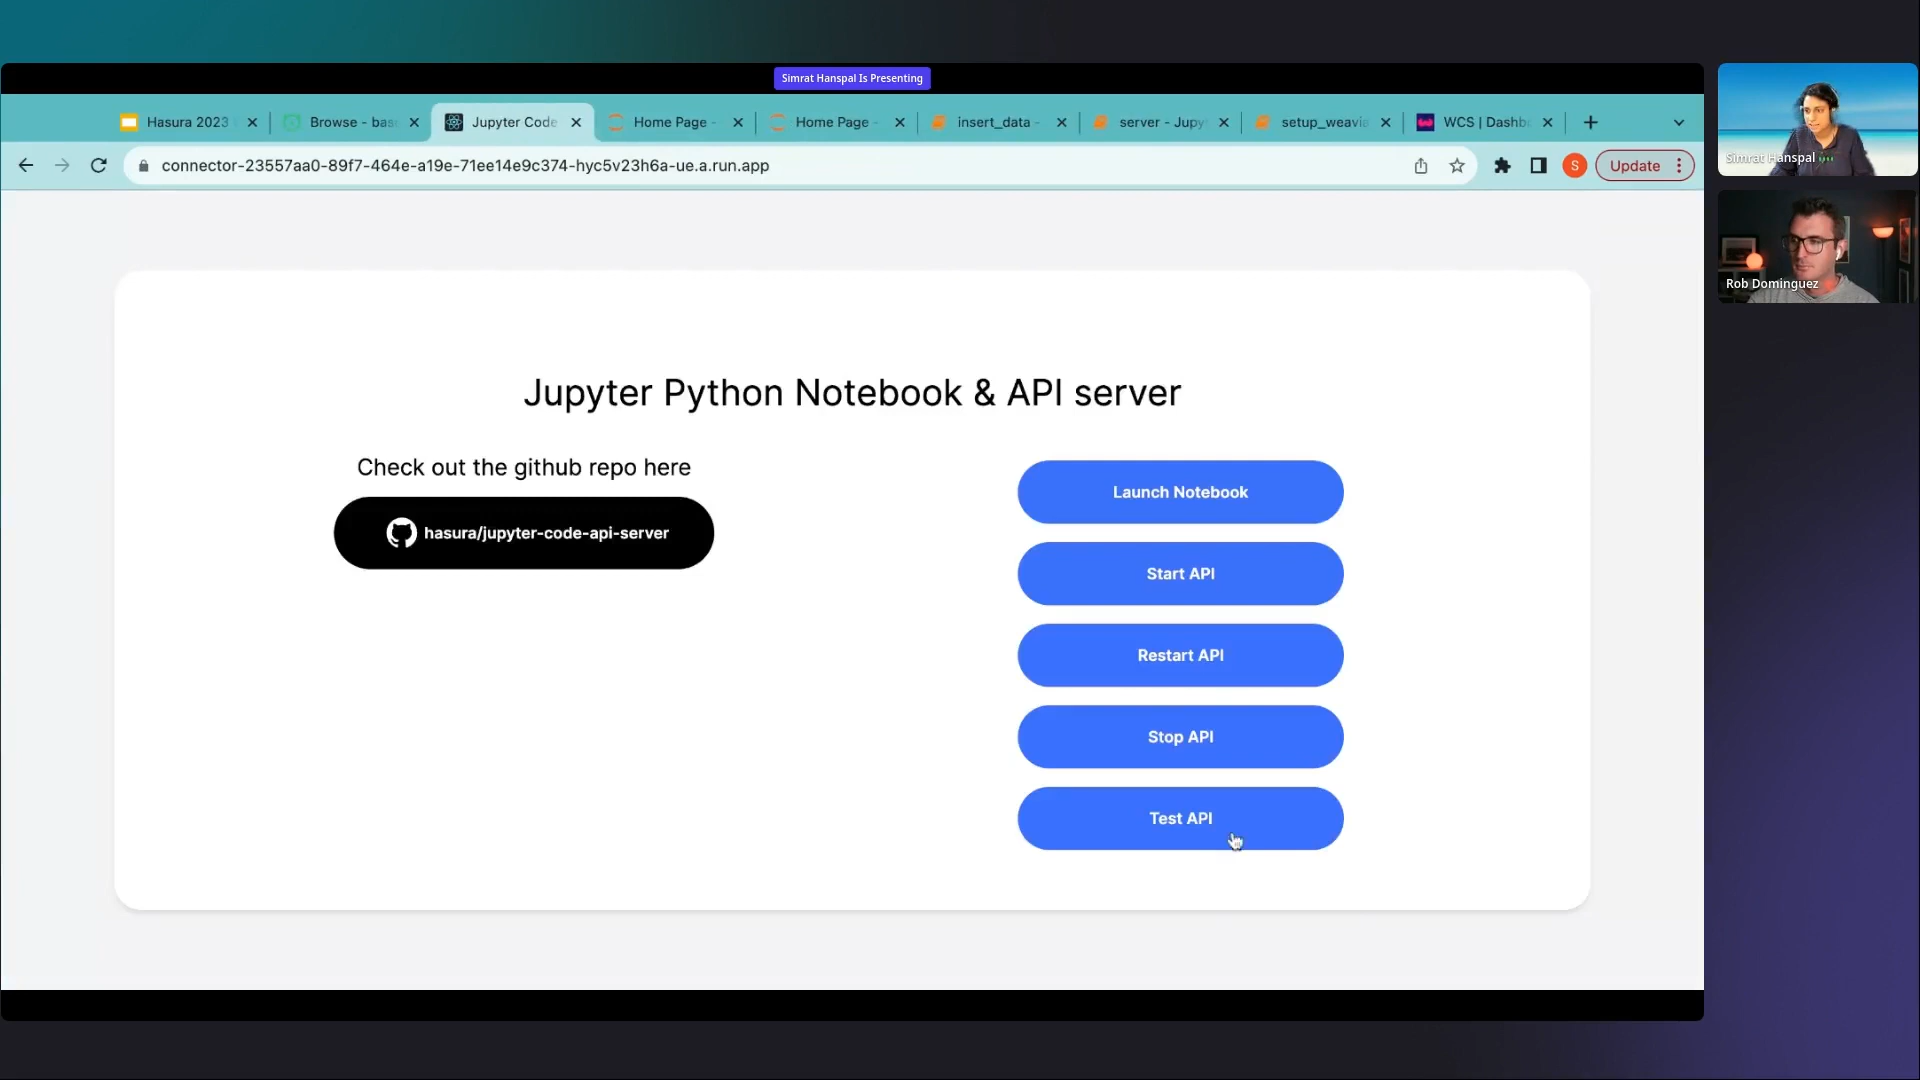 Simrat Hanspal Is Presenting
Hasura 2023
Browse - bas
Jupyter Code
Home Page -
Home Page -
insert_data -
server - Jupy
setup_weavia
WCS | Dashb
connector-23557aa0-89f7-464e-a19e-71ee14e9c374-hyc5v23h6a-ue.a.run.app
S
Update
Simrat Hanspal
Rob Dominguez
Jupyter Python Notebook & API server
Check out the github repo here
hasura/jupyter-code-api-server
Launch Notebook
Start API
Restart API
Stop API
Test API